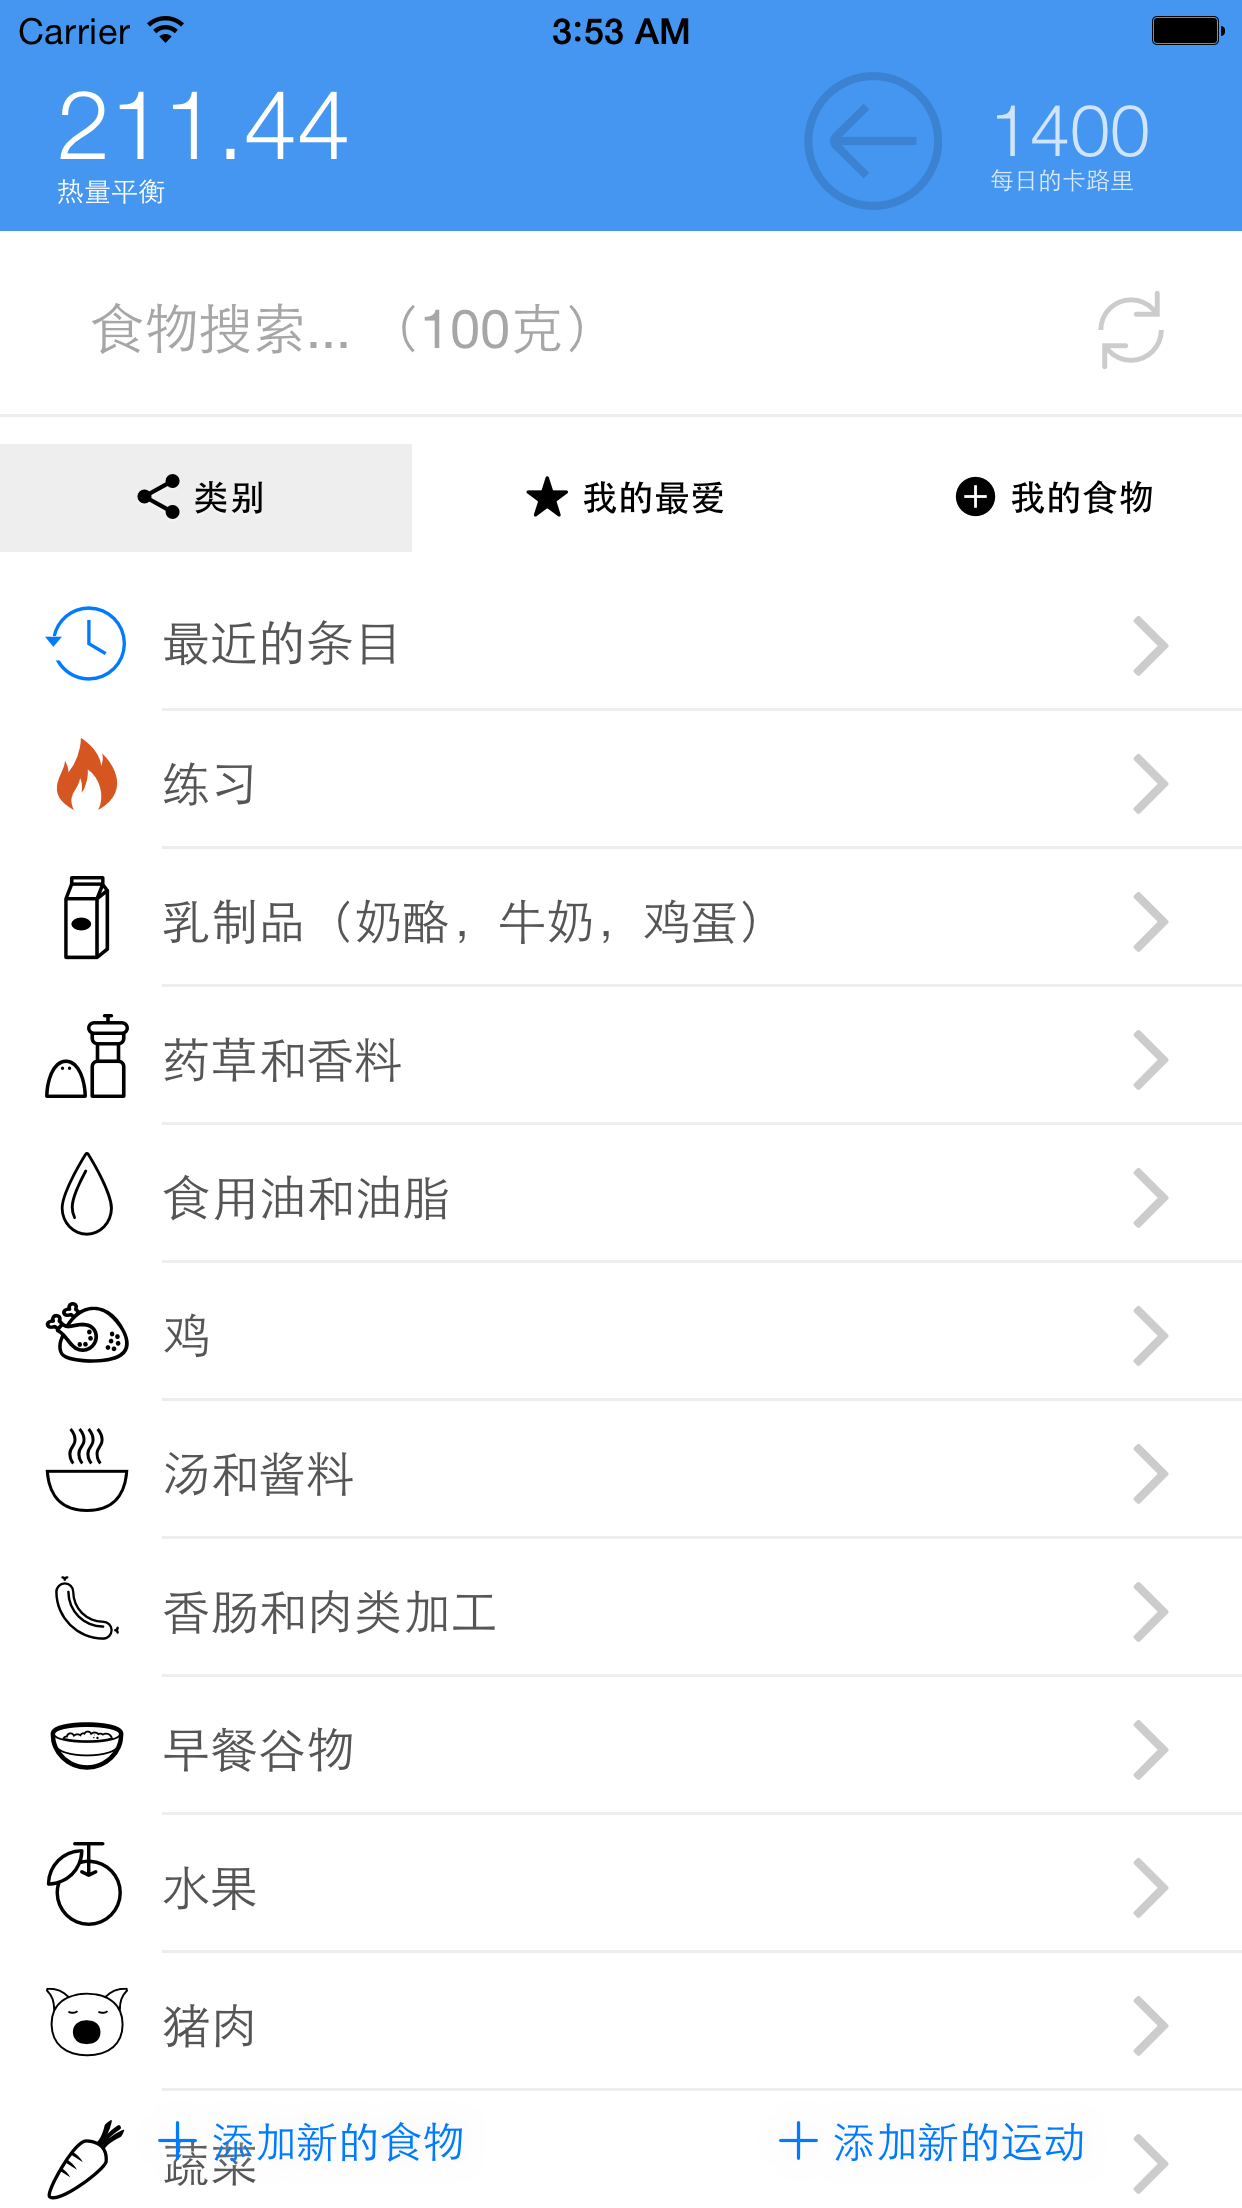 Carrier 3:53 AM
211.44
热量平衡
1400
每日的卡路里
食物搜索... （100克）
类别 我的最爱 我的食物
最近的条目
练习
乳制品（奶酪，牛奶，鸡蛋）
药草和香料
食用油和油脂
鸡
汤和酱料
香肠和肉类加工
早餐谷物
水果
猪肉
添加新的食物 添加新的运动
蔬菜